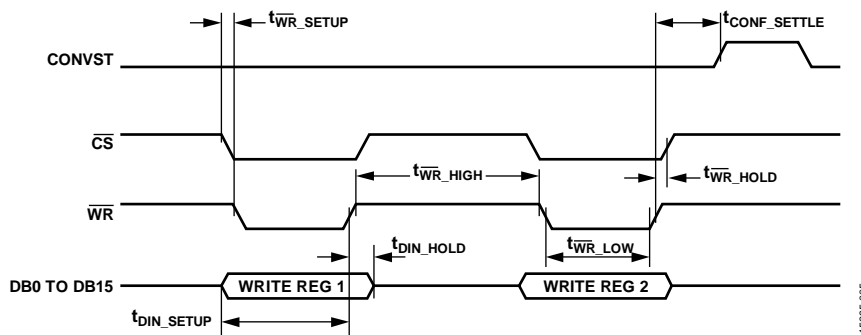 tWR_SETUP
tCONF_SETTLE
CONVST
CS
tWR_HIGH
tWR_HOLD
WR
tDIN_HOLD
tWR_LOW
DB0 TO DB15
WRITE REG 1
WRITE REG 2
tDIN_SETUP